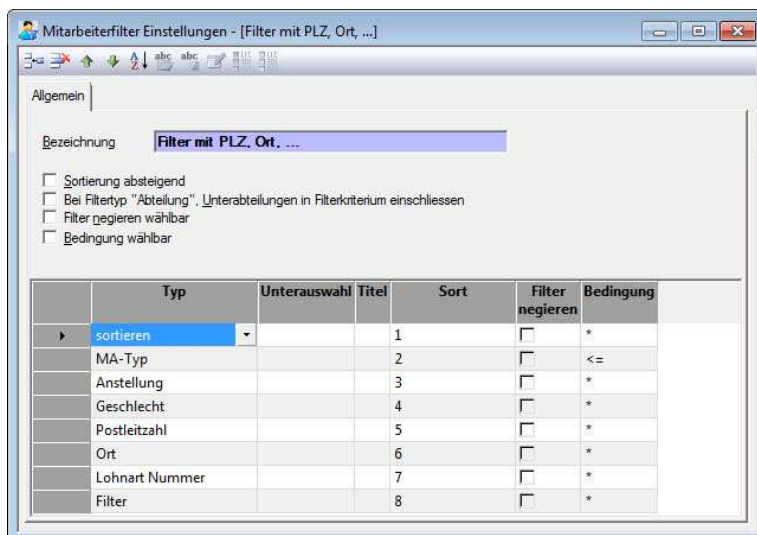 Mitarbeiterfilter Einstellungen - [Filter mit PLZ, Ort, ...]
Allgemein
Bezeichnung Filter mit PLZ, Ort, ...
Sortierung absteigend
Bei Filtertyp "Abteilung", Unterabteilungen in Filterkriterium einschliessen
Filter negieren wählbar
Bedingung wählbar
Typ Unterauswahl Titel Sort Filter negieren Bedingung
sortieren 1 *
MA-Typ 2 <=
Anstellung 3 *
Geschlecht 4 *
Postleitzahl 5 *
Ort 6 *
Lohnart Nummer 7 *
Filter 8 *